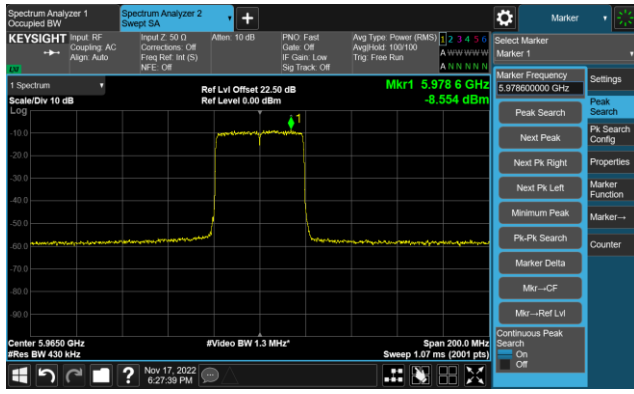 Spectrum Analyzer 1
Occupied BW
Spectrum Analyzer 2
Swept SA
Marker
KEYSIGHT
Input: RF
Coupling: AC
Align: Auto
Input Z: 50 Ω
Corrections: Off
Freq Ref: Int (S)
NFE: Off
Atten: 10 dB
PNO: Fast
Gate: Off
IF Gain: Low
Sig Track: Off
Avg Type: Power (RMS)
Avg|Hold: 100/100
Trig: Free Run
1 2 3 4 5 6
A W W W W W
A N N N N N
Select Marker
Marker 1
1 Spectrum
Scale/Div 10 dB
Log
Ref Lvl Offset 22.50 dB
Ref Level 0.00 dBm
Mkr1 5.978 6 GHz
-8.554 dBm
1
-10.0
-20.0
-30.0
-40.0
-50.0
-60.0
-70.0
-80.0
-90.0
Center 5.9650 GHz
#Res BW 430 kHz
#Video BW 1.3 MHz*
Span 200.0 MHz
Sweep 1.07 ms (2001 pts)
Marker Frequency
5.978600000 GHz
Peak Search
Next Peak
Next Pk Right
Next Pk Left
Minimum Peak
Pk-Pk Search
Marker Delta
Mkr→CF
Mkr→Ref Lvl
Continuous Peak
Search
On
Off
Settings
Peak
Search
Pk Search
Config
Properties
Marker
Function
Marker→
Counter
?
Nov 17, 2022
6:27:39 PM